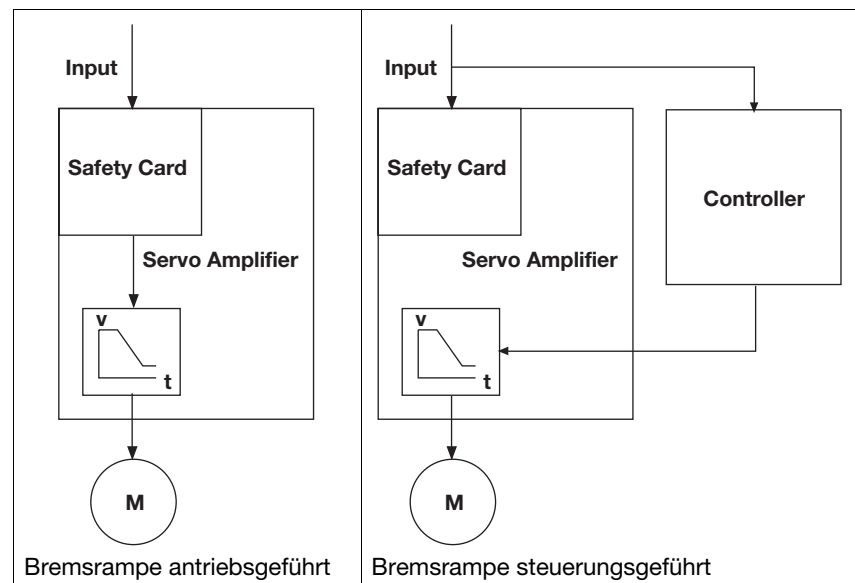 Input
Safety Card
Servo Amplifier
v
t
M
Bremsrampe antriebsgeführt
Input
Safety Card
Controller
Servo Amplifier
v
t
M
Bremsrampe steuerungsgeführt